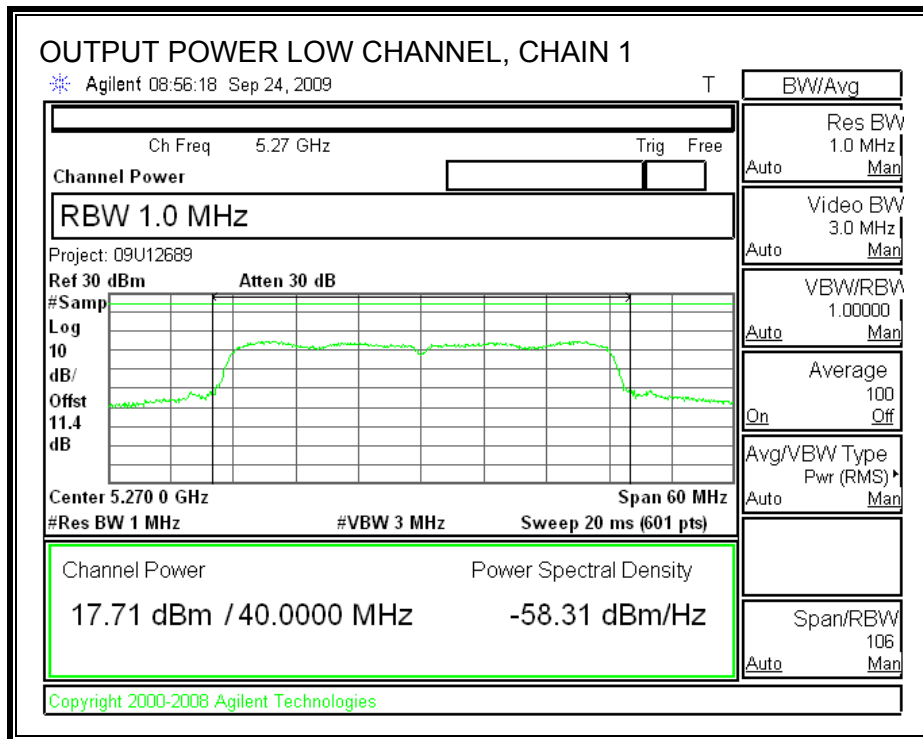 OUTPUT POWER LOW CHANNEL, CHAIN 1
Agilent 08:56:18 Sep 24, 2009 T
Ch Freq 5.27 GHz Trig Free
Channel Power
RBW 1.0 MHz
Project: 09U12689
Ref 30 dBm Atten 30 dB
#Samp
Log
10
dB/
Offst
11.4
dB
Center 5.270 0 GHz Span 60 MHz
#Res BW 1 MHz #VBW 3 MHz Sweep 20 ms (601 pts)
Channel Power Power Spectral Density
17.71 dBm / 40.0000 MHz -58.31 dBm/Hz
Copyright 2000-2008 Agilent Technologies
BW/Avg
Res BW
1.0 MHz
Auto Man
Video BW
3.0 MHz
Auto Man
VBW/RBW
1.00000
Auto Man
Average
100
On Off
Avg/VBW Type
Pwr (RMS)
Auto Man
Span/RBW
106
Auto Man